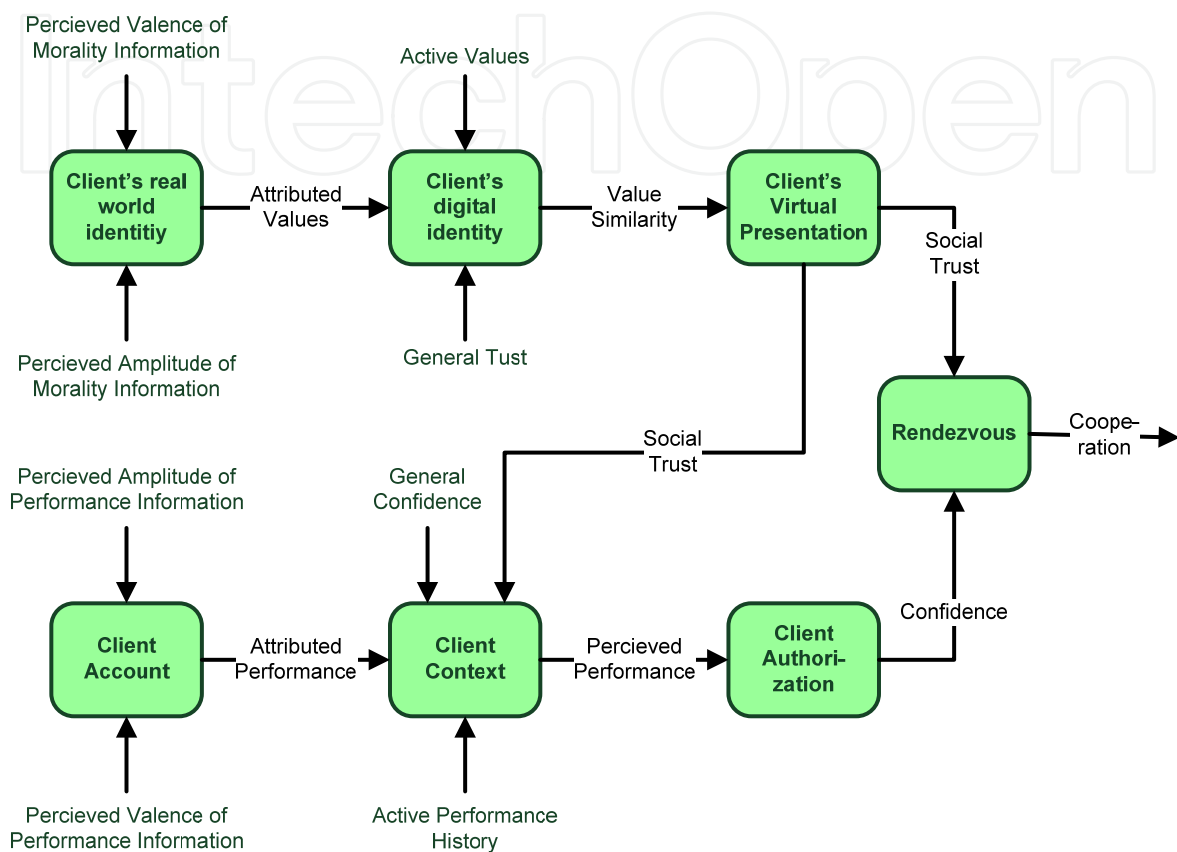 IntechOpen
Percieved Valence of
Morality Information
Active Values
Client's real
world
identitiy
Attributed
Values
Client's
digital
identity
Value
Similarity
Client's
Virtual
Presentation
Social
Trust
Percieved Amplitude of
Morality Information
General Tust
Rendezvous
Coope-
ration
Social
Trust
Percieved Amplitude of
Performance Information
General
Confidence
Client
Account
Attributed
Performance
Client
Context
Percieved
Performance
Client
Authori-
zation
Confidence
Percieved Valence of
Performance Information
Active Performance
History